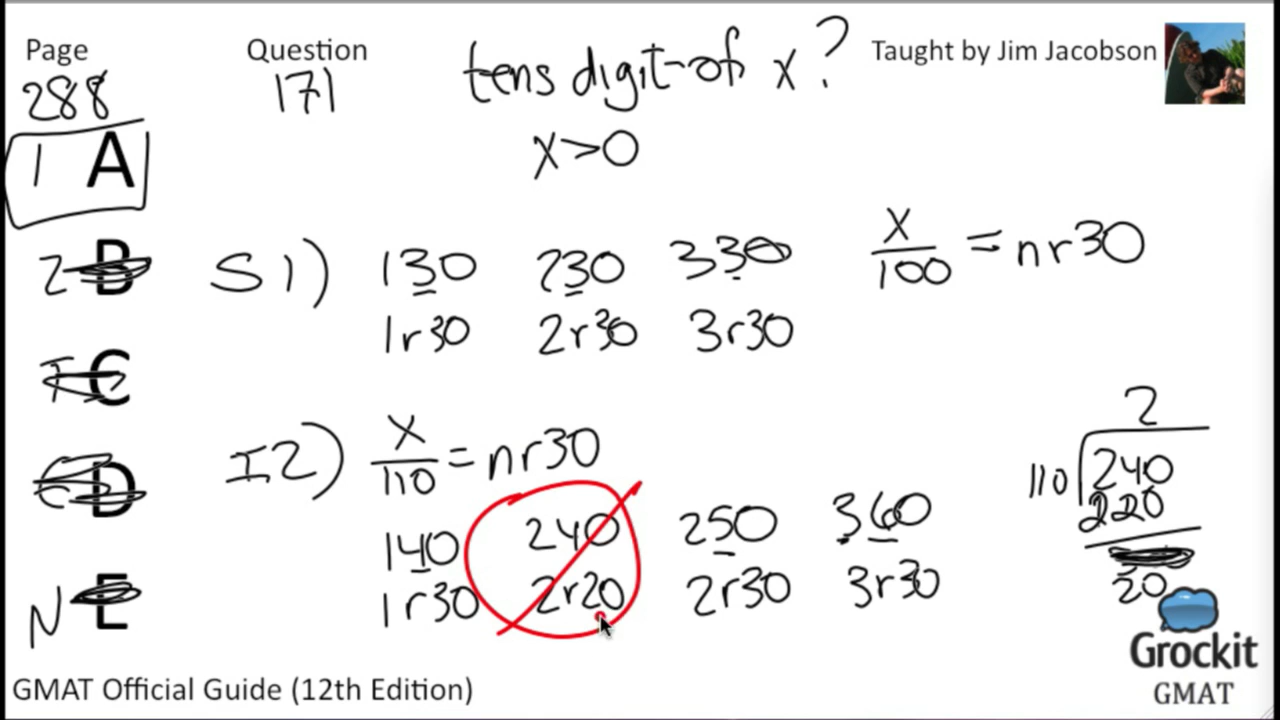 Page
Question
tens digit of x?
Taught by Jim Jacobson
288
171
x>0
1 A
2 B
T C
E D
N E
S1)
130 230 330
1r30 2r30 3r30
x/100 = nr30
I2)
x/110 = nr30
140 240 250 360
1r30 2r20 2r30 3r30
2
110 240
220
20
Grockit
GMAT
GMAT Official Guide (12th Edition)